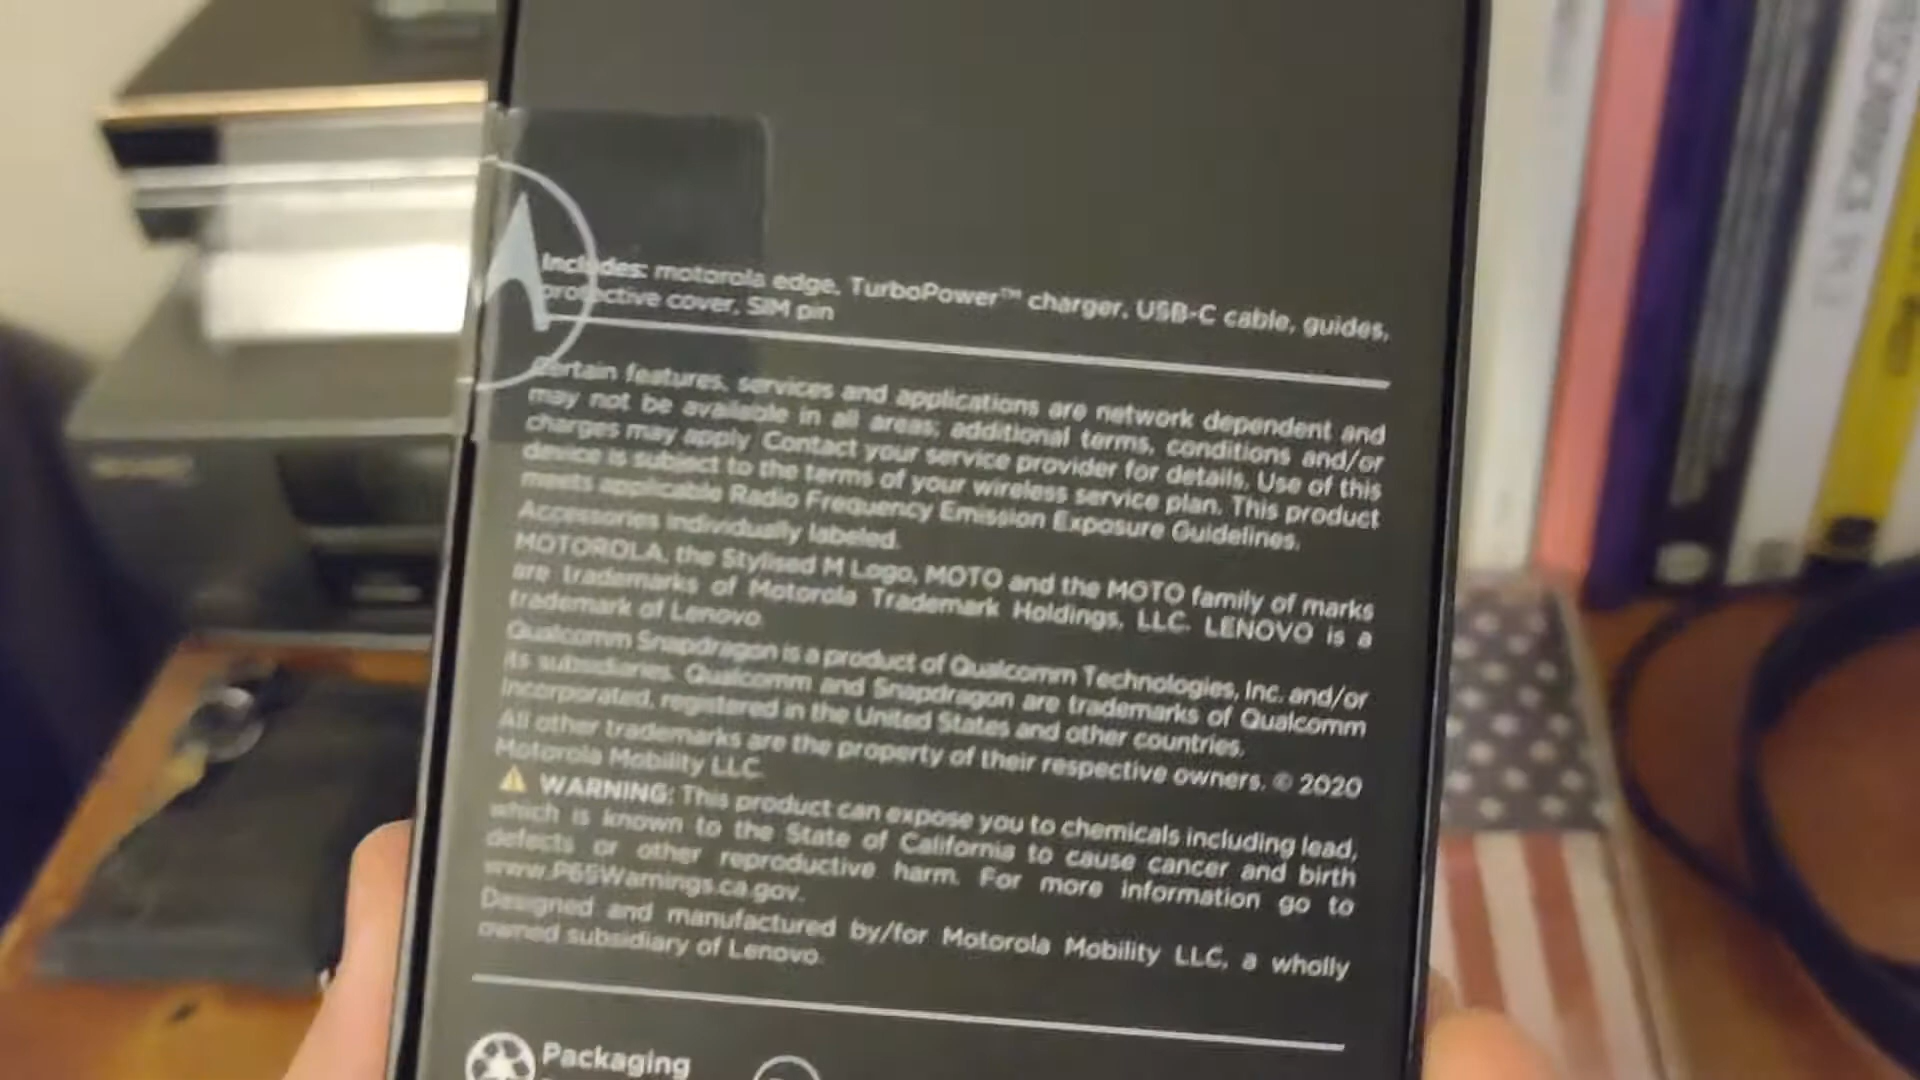 Includes: motorola edge, TurboPower™ charger, USB-C cable, guides,
protective cover, SIM pin
Certain features, services and applications are network dependent and
may not be available in all areas; additional terms, conditions and/or
charges may apply. Contact your service provider for details. Use of this
device is subject to the terms of your wireless service plan. This product
meets applicable Radio Frequency Emission Exposure Guidelines.
Accessories individually labeled.
MOTOROLA, the Stylised M Logo, MOTO and the MOTO family of marks
are trademarks of Motorola Trademark Holdings, LLC. LENOVO is a
trademark of Lenovo.
Qualcomm Snapdragon is a product of Qualcomm Technologies, Inc. and/or
its subsidiaries. Qualcomm and Snapdragon are trademarks of Qualcomm
Incorporated, registered in the United States and other countries.
All other trademarks are the property of their respective owners. © 2020
Motorola Mobility LLC.
⚠ WARNING: This product can expose you to chemicals including lead,
which is known to the State of California to cause cancer and birth
defects or other reproductive harm. For more information go to
www.P65Warnings.ca.gov.
Designed and manufactured by/for Motorola Mobility LLC, a wholly
owned subsidiary of Lenovo.
Packaging